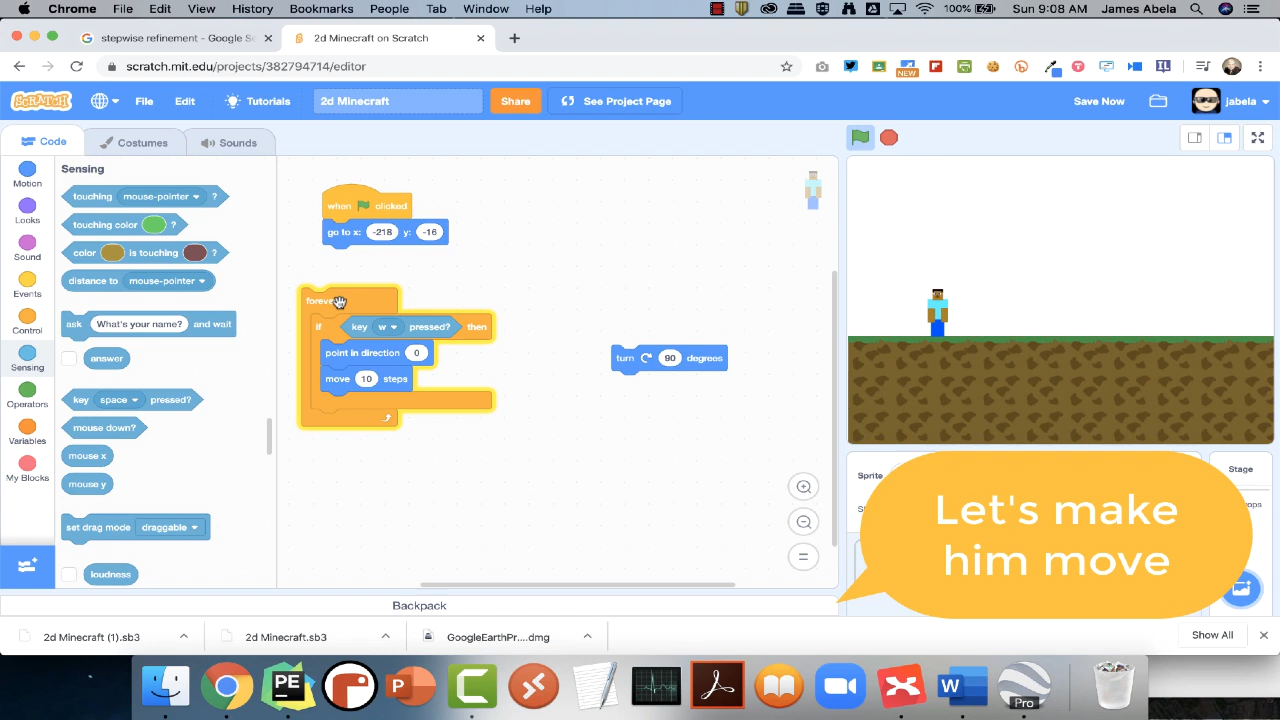 Chrome File Edit View History Bookmarks People Tab Window Help 100% Sun 9:08 AM James Abela
stepwise refinement - Google Se 2d Minecraft on Scratch
scratch.mit.edu/projects/382794714/editor
NEW
SCRATCH File Edit Tutorials 2d Minecraft Share See Project Page Save Now jabela
Code Costumes Sounds
Motion
Looks
Sound
Events
Control
Sensing
Operators
Variables
My Blocks
Sensing
touching mouse-pointer ?
touching color ?
color is touching ?
distance to mouse-pointer
ask What's your name? and wait
answer
key space pressed?
mouse down?
mouse x
mouse y
set drag mode draggable
loudness
when clicked
go to x: -218 y: -16
if key w pressed? then
point in direction 0
move 10 steps
turn 90 degrees
Sprite
Stage
Let's make
him move
Backpack
2d Minecraft (1).sb3 2d Minecraft.sb3 GoogleEarthPr....dmg Show All
PE P C W Pro